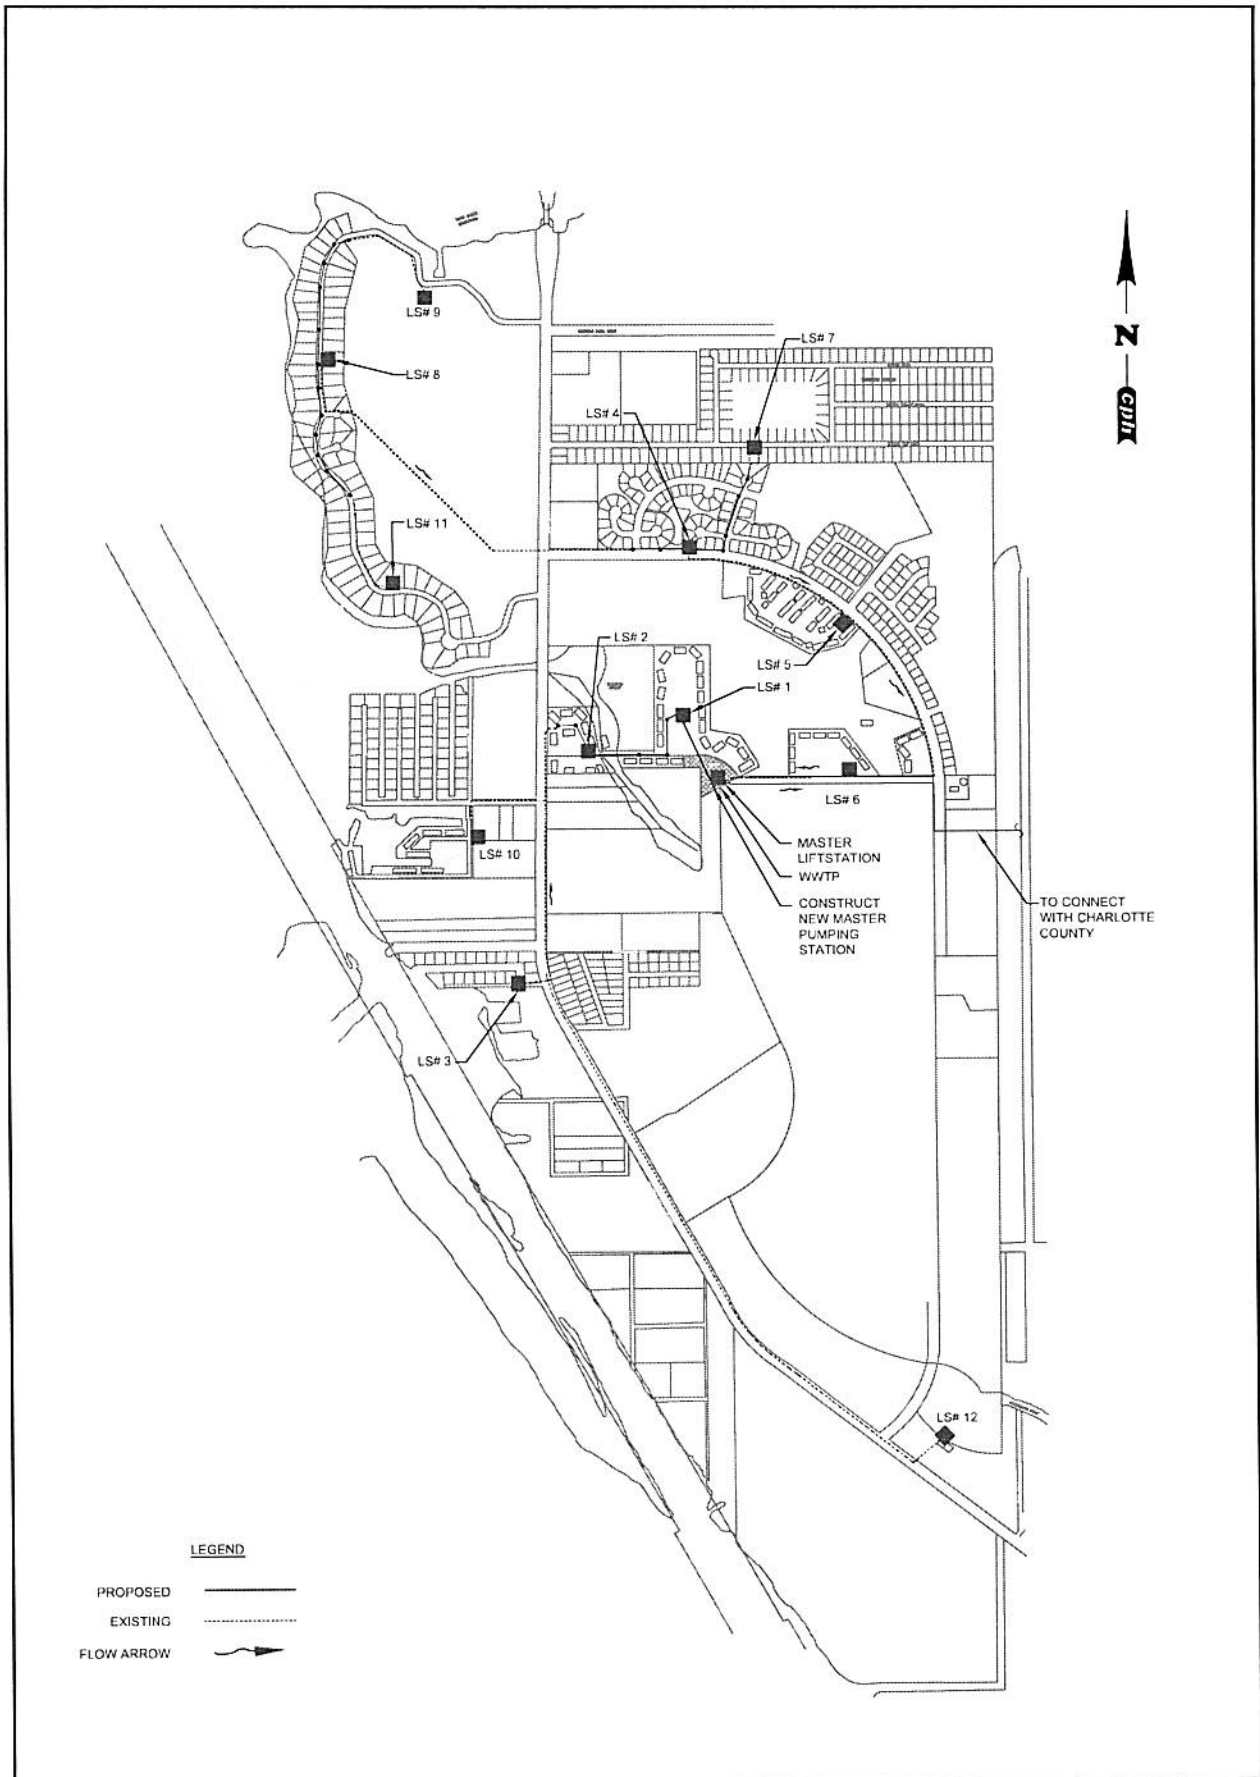 LS# 9
LS# 8
LS# 7
LS# 4
N
cph
LS# 11
LS# 2
LS# 5
LS# 1
LS# 6
LS# 10
MASTER
LIFTSTATION
WWTP
CONSTRUCT
NEW MASTER
PUMPING
STATION
TO CONNECT
WITH CHARLOTTE
COUNTY
LS# 3
LS# 12
LEGEND
PROPOSED
EXISTING
FLOW ARROW